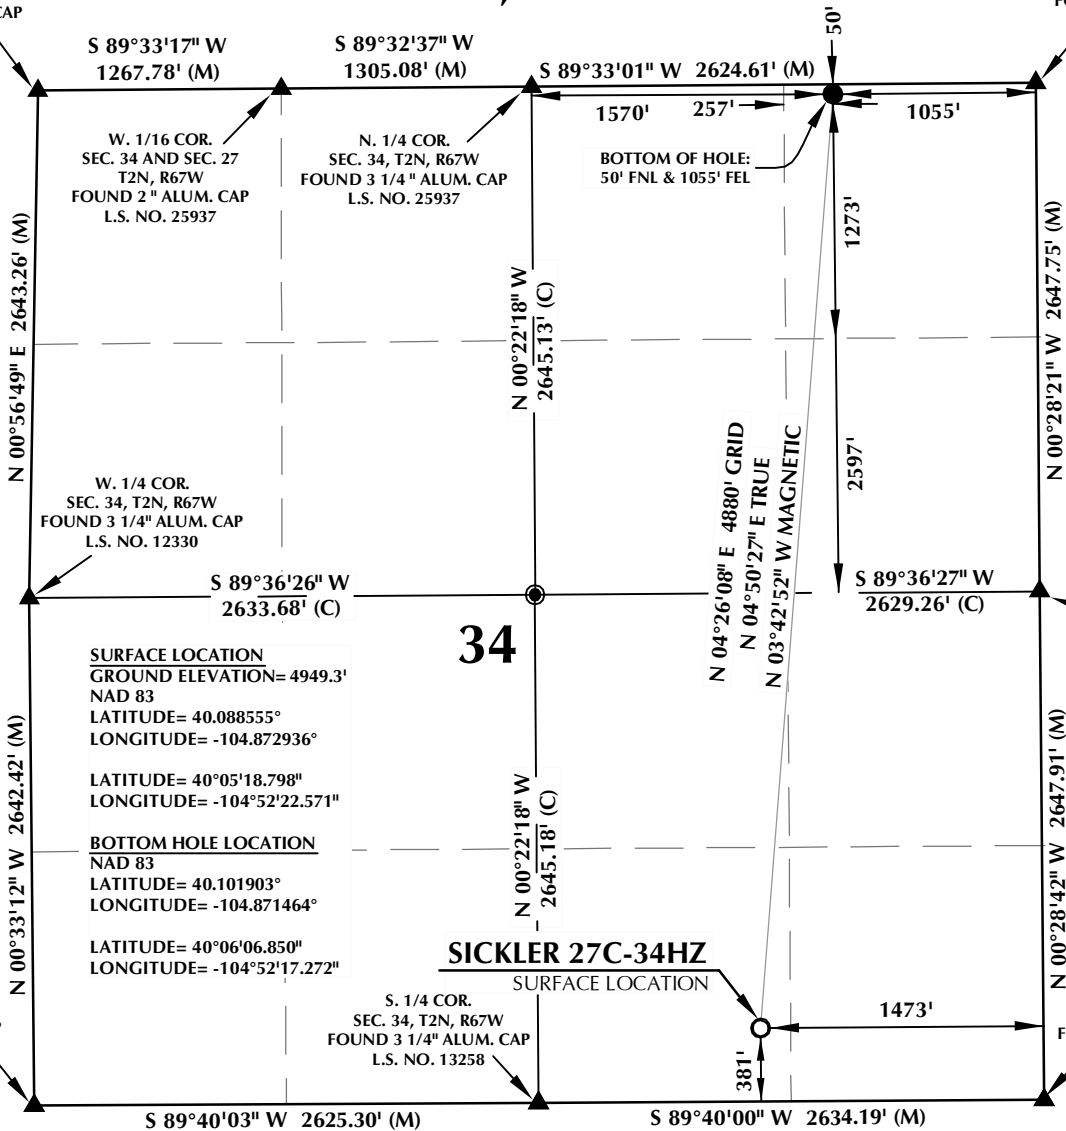 CAP
S 89°33'17" W
1267.78' (M)
S 89°32'37" W
1305.08' (M)
S 89°33'01" W 2624.61' (M)
50'
1570'
257'
1055'
W. 1/16 COR.
SEC. 34 AND SEC. 27
T2N, R67W
FOUND 2 " ALUM. CAP
L.S. NO. 25937
N. 1/4 COR.
SEC. 34, T2N, R67W
FOUND 3 1/4 " ALUM. CAP
L.S. NO. 25937
BOTTOM OF HOLE:
50' FNL & 1055' FEL
1273'
N 00°56'49" E 2643.26' (M)
N 00°22'18" W
2645.13' (C)
N 00°28'21" W 2647.75' (M)
2597'
N 04°26'08" E 4880' GRID
N 04°50'27" E TRUE
N 03°42'52" W MAGNETIC
W. 1/4 COR.
SEC. 34, T2N, R67W
FOUND 3 1/4" ALUM. CAP
L.S. NO. 12330
S 89°36'26" W
2633.68' (C)
S 89°36'27" W
2629.26' (C)
34
SURFACE LOCATION
GROUND ELEVATION= 4949.3'
NAD 83
LATITUDE= 40.088555°
LONGITUDE= -104.872936°
LATITUDE= 40°05'18.798"
LONGITUDE= -104°52'22.571"
BOTTOM HOLE LOCATION
NAD 83
LATITUDE= 40.101903°
LONGITUDE= -104.871464°
LATITUDE= 40°06'06.850"
LONGITUDE= -104°52'17.272"
N 00°33'12" W 2642.42' (M)
N 00°22'18" W
2645.18' (C)
N 00°28'42" W 2647.91' (M)
SICKLER 27C-34HZ
SURFACE LOCATION
S. 1/4 COR.
SEC. 34, T2N, R67W
FOUND 3 1/4" ALUM. CAP
L.S. NO. 13258
1473'
381'
F
S 89°40'03" W 2625.30' (M)
S 89°40'00" W 2634.19' (M)